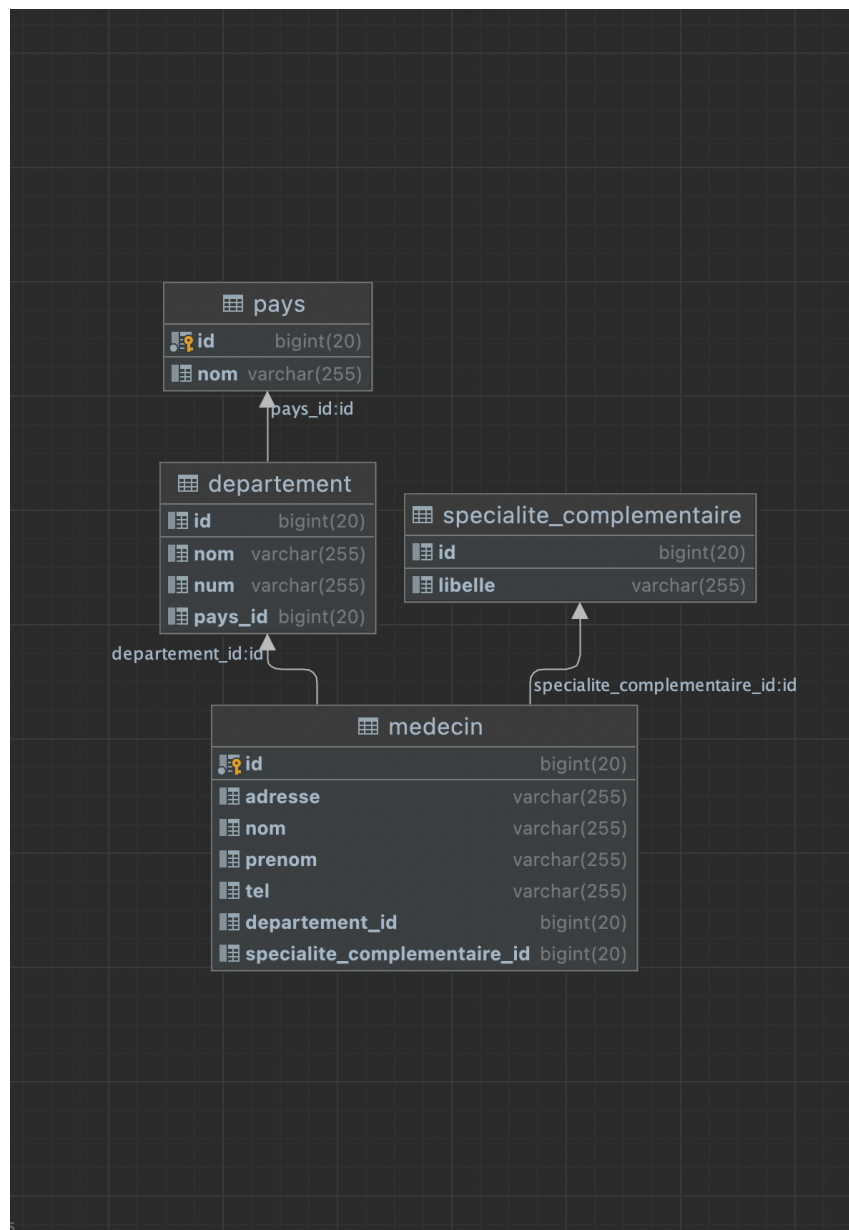 pays
id bigint(20)
nom varchar(255)
pays_id:id
departement
id bigint(20)
nom varchar(255)
num varchar(255)
pays_id bigint(20)
specialite_complementaire
id bigint(20)
libelle varchar(255)
departement_id:id
specialite_complementaire_id:id
medecin
id bigint(20)
adresse varchar(255)
nom varchar(255)
prenom varchar(255)
tel varchar(255)
departement_id bigint(20)
specialite_complementaire_id bigint(20)